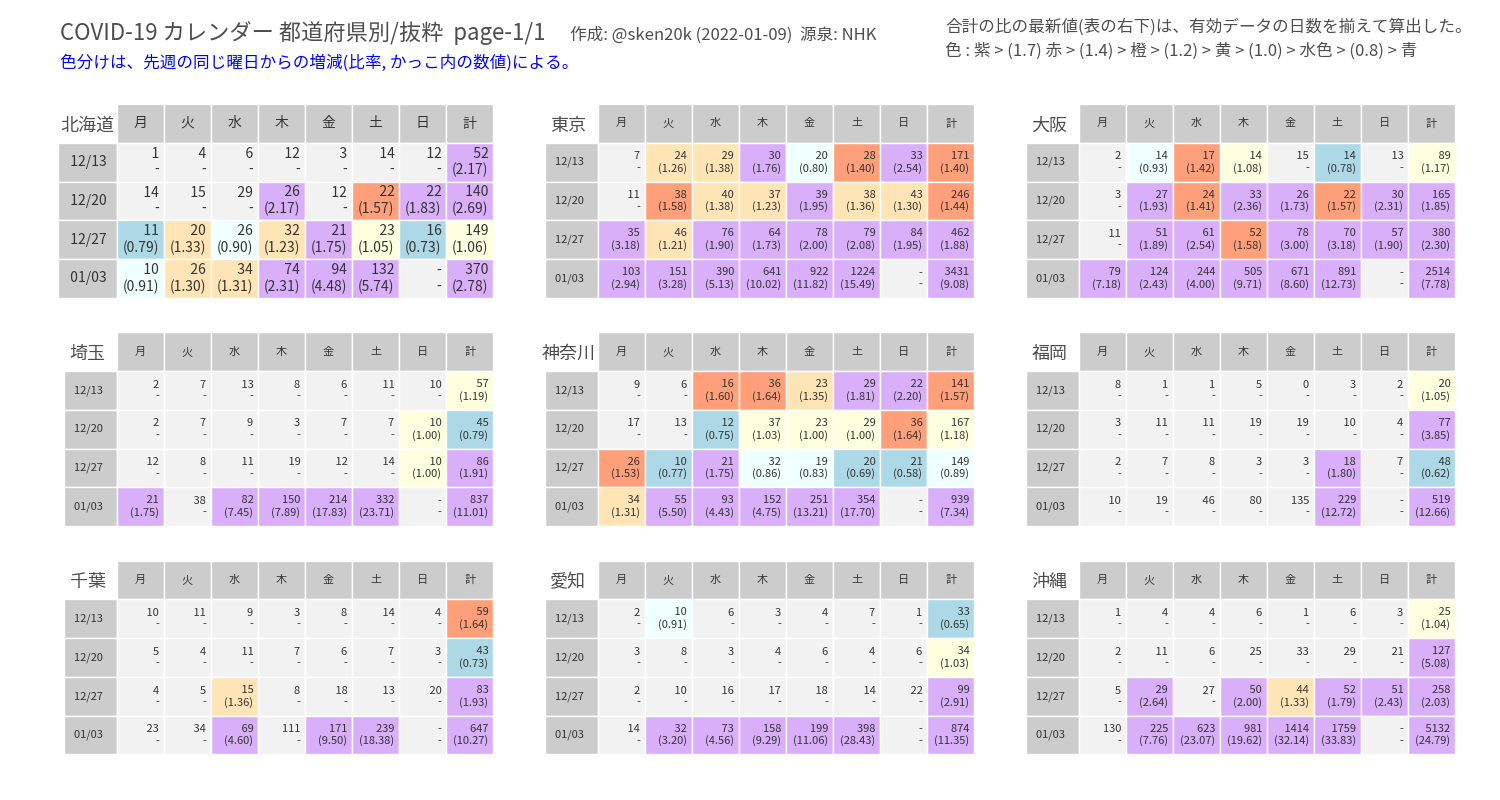 COVID-19 カレンダー 都道府県別/抜粋 page-1/1 作成: @sken20k (2022-01-09) 源泉: NHK
色分けは、先週の同じ曜日からの増減(比率, かっこ内の数値)による。
合計の比の最新値(表の右下)は、有効データの日数を揃えて算出した。
色 : 紫 > (1.7) 赤 > (1.4) > 橙 > (1.2) > 黄 > (1.0) > 水色 > (0.8) > 青
北海道 月 火 水 木 金 土 日 計
12/13 1 4 6 12 3 14 12 52
- - - - - - - (2.17)
12/20 14 15 29 26 12 22 22 140
- - - (2.17) - (1.57) (1.83) (2.69)
12/27 11 20 26 32 21 23 16 149
(0.79) (1.33) (0.90) (1.23) (1.75) (1.05) (0.73) (1.06)
01/03 10 26 34 74 94 132 - 370
(0.91) (1.30) (1.31) (2.31) (4.48) (5.74) - (2.78)
東京 月 火 水 木 金 土 日 計
12/13 7 24 29 30 20 28 33 171
- (1.26) (1.38) (1.76) (0.80) (1.40) (2.54) (1.40)
12/20 11 38 40 37 39 38 43 246
- (1.58) (1.38) (1.23) (1.95) (1.36) (1.30) (1.44)
12/27 35 46 76 64 78 79 84 462
(3.18) (1.21) (1.90) (1.73) (2.00) (2.08) (1.95) (1.88)
01/03 103 151 390 641 922 1224 - 3431
(2.94) (3.28) (5.13) (10.02) (11.82) (15.49) - (9.08)
大阪 月 火 水 木 金 土 日 計
12/13 2 14 17 14 15 14 13 89
- (0.93) (1.42) (1.08) - (0.78) - (1.17)
12/20 3 27 24 33 26 22 30 165
- (1.93) (1.41) (2.36) (1.73) (1.57) (2.31) (1.85)
12/27 11 51 61 52 78 70 57 380
- (1.89) (2.54) (1.58) (3.00) (3.18) (1.90) (2.30)
01/03 79 124 244 505 671 891 - 2514
(7.18) (2.43) (4.00) (9.71) (8.60) (12.73) - (7.78)
埼玉 月 火 水 木 金 土 日 計
12/13 2 7 13 8 6 11 10 57
- - - - - - - (1.19)
12/20 2 7 9 3 7 7 10 45
- - - - - - (1.00) (0.79)
12/27 12 8 11 19 12 14 10 86
- - - - - - (1.00) (1.91)
01/03 21 38 82 150 214 332 - 837
(1.75) - (7.45) (7.89) (17.83) (23.71) - (11.01)
神奈川 月 火 水 木 金 土 日 計
12/13 9 6 16 36 23 29 22 141
- - (1.60) (1.64) (1.35) (1.81) (2.20) (1.57)
12/20 17 13 12 37 23 29 36 167
- - (0.75) (1.03) (1.00) (1.00) (1.64) (1.18)
12/27 26 10 21 32 19 20 21 149
(1.53) (0.77) (1.75) (0.86) (0.83) (0.69) (0.58) (0.89)
01/03 34 55 93 152 251 354 - 939
(1.31) (5.50) (4.43) (4.75) (13.21) (17.70) - (7.34)
福岡 月 火 水 木 金 土 日 計
12/13 8 1 1 5 0 3 2 20
- - - - - - - (1.05)
12/20 3 11 11 19 19 10 4 77
- - - - - - - (3.85)
12/27 2 7 8 3 3 18 7 48
- - - - - (1.80) - (0.62)
01/03 10 19 46 80 135 229 - 519
- - - - - (12.72) - (12.66)
千葉 月 火 水 木 金 土 日 計
12/13 10 11 9 3 8 14 4 59
- - - - - - - (1.64)
12/20 5 4 11 7 6 7 3 43
- - - - - - - (0.73)
12/27 4 5 15 8 18 13 20 83
- - (1.36) - - - - (1.93)
01/03 23 34 69 111 171 239 - 647
- - (4.60) - (9.50) (18.38) - (10.27)
愛知 月 火 水 木 金 土 日 計
12/13 2 10 6 3 4 7 1 33
- (0.91) - - - - - (0.65)
12/20 3 8 3 4 6 4 6 34
- - - - - - - (1.03)
12/27 2 10 16 17 18 14 22 99
- - - - - - - (2.91)
01/03 14 32 73 158 199 398 - 874
- (3.20) (4.56) (9.29) (11.06) (28.43) - (11.35)
沖縄 月 火 水 木 金 土 日 計
12/13 1 4 4 6 1 6 3 25
- - - - - - - (1.04)
12/20 2 11 6 25 33 29 21 127
- - - - - - - (5.08)
12/27 5 29 27 50 44 52 51 258
- (2.64) - (2.00) (1.33) (1.79) (2.43) (2.03)
01/03 130 225 623 981 1414 1759 - 5132
- (7.76) (23.07) (19.62) (32.14) (33.83) - (24.79)